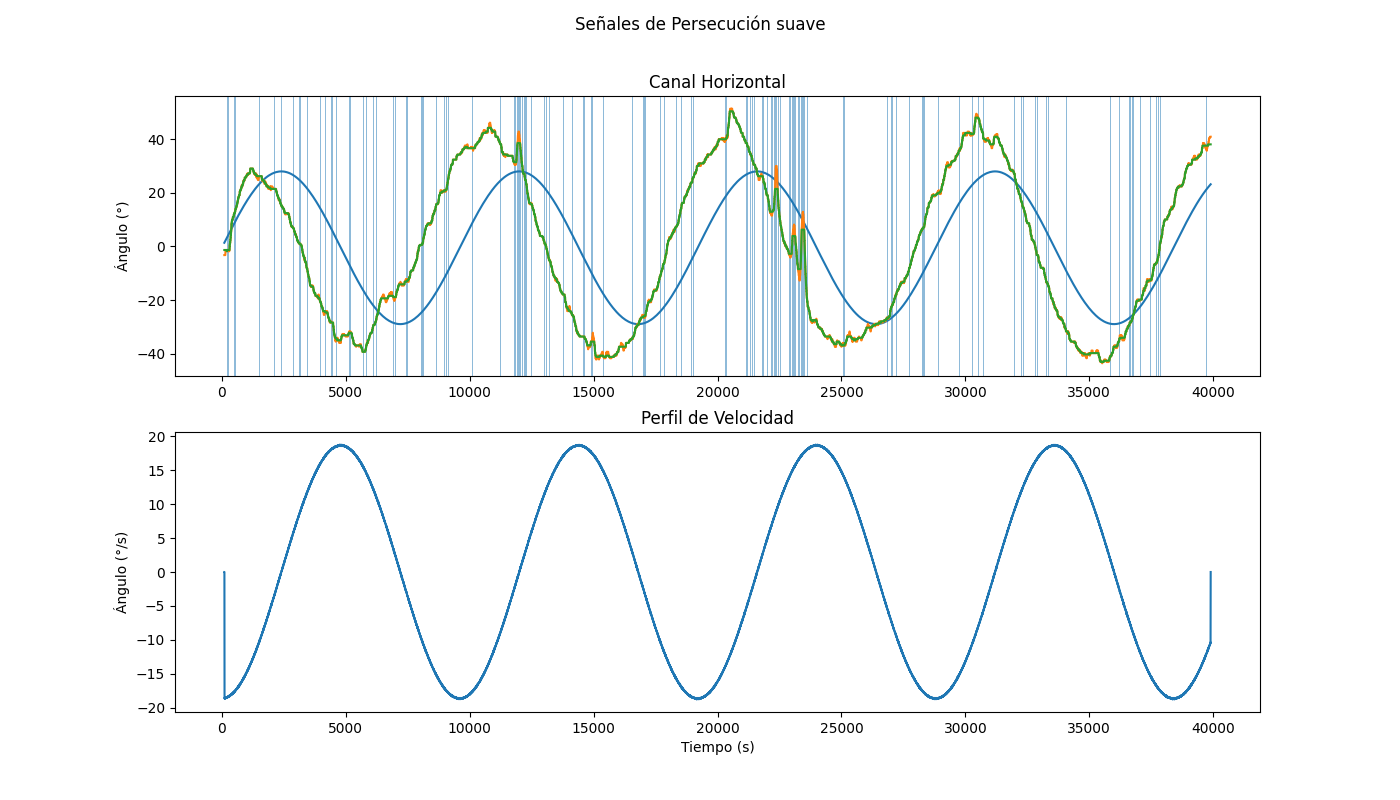 Señales de Persecución suave
Canal Horizontal
Ángulo (°)
40
20
0
−20
−40
0 5000 10000 15000 20000 25000 30000 35000 40000
Perfil de Velocidad
Ángulo (°/s)
20
15
10
5
0
−5
−10
−15
−20
0 5000 10000 15000 20000 25000 30000 35000 40000
Tiempo (s)